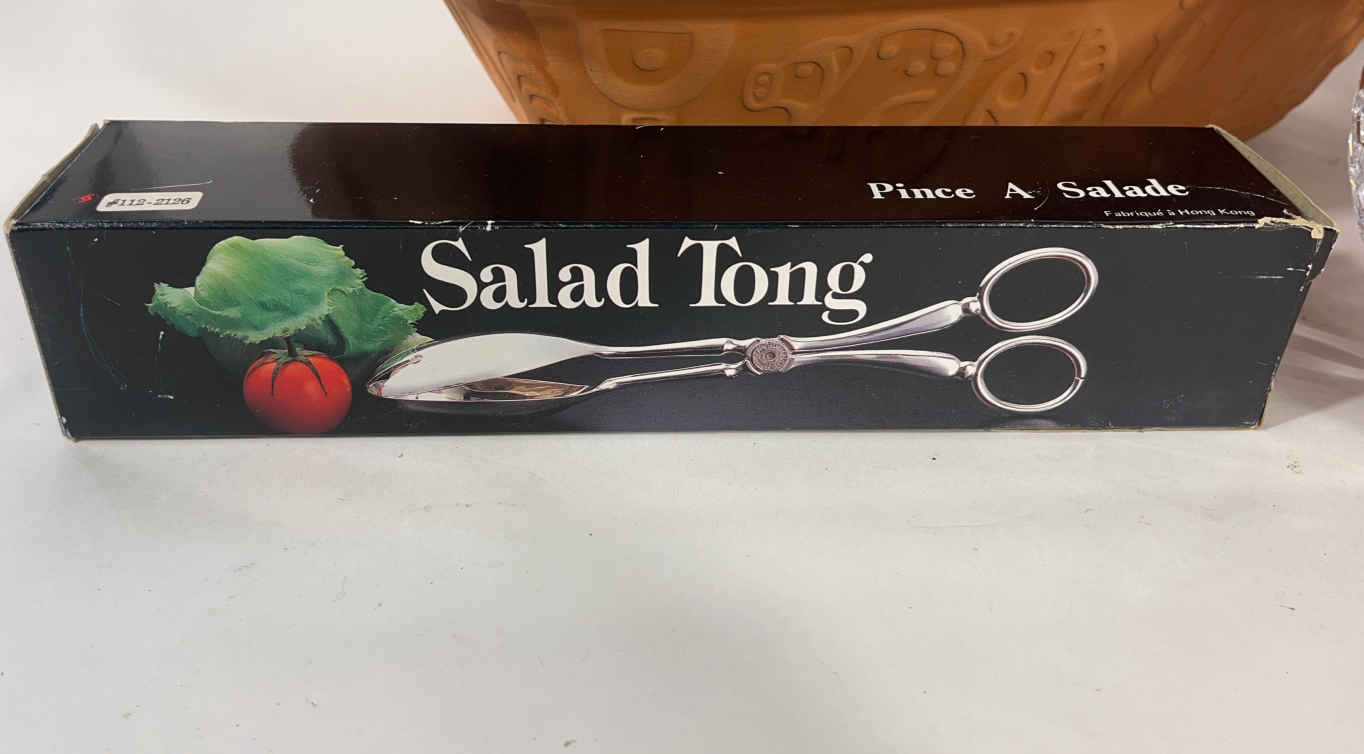 #112-2126
Pince A Salade
Fabriqué à Hong Kong
Salad Tong